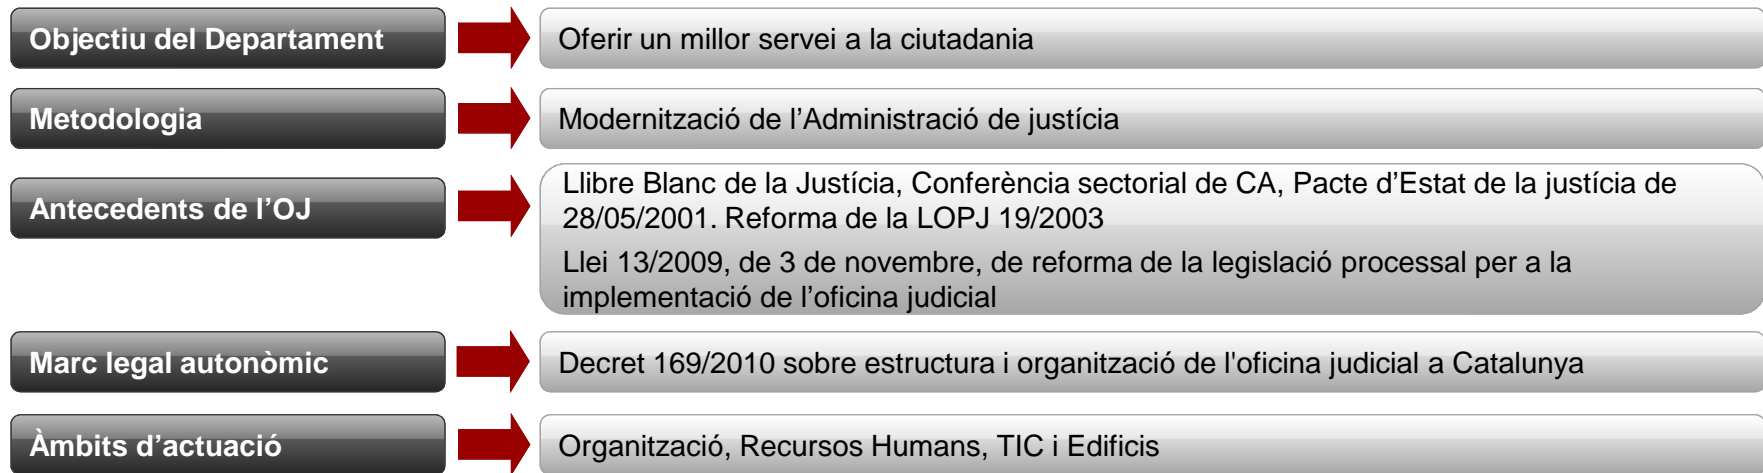 Objectiu del Departament
Oferir un millor servei a la ciutadania
Metodologia
Modernització de l’Administració de justícia
Antecedents de l’OJ
Llibre Blanc de la Justícia, Conferència sectorial de CA, Pacte d’Estat de la justícia de
28/05/2001. Reforma de la LOPJ 19/2003
Llei 13/2009, de 3 de novembre, de reforma de la legislació processal per a la
implementació de l’oficina judicial
Marc legal autonòmic
Decret 169/2010 sobre estructura i organització de l'oficina judicial a Catalunya
Àmbits d’actuació
Organització, Recursos Humans, TIC i Edificis